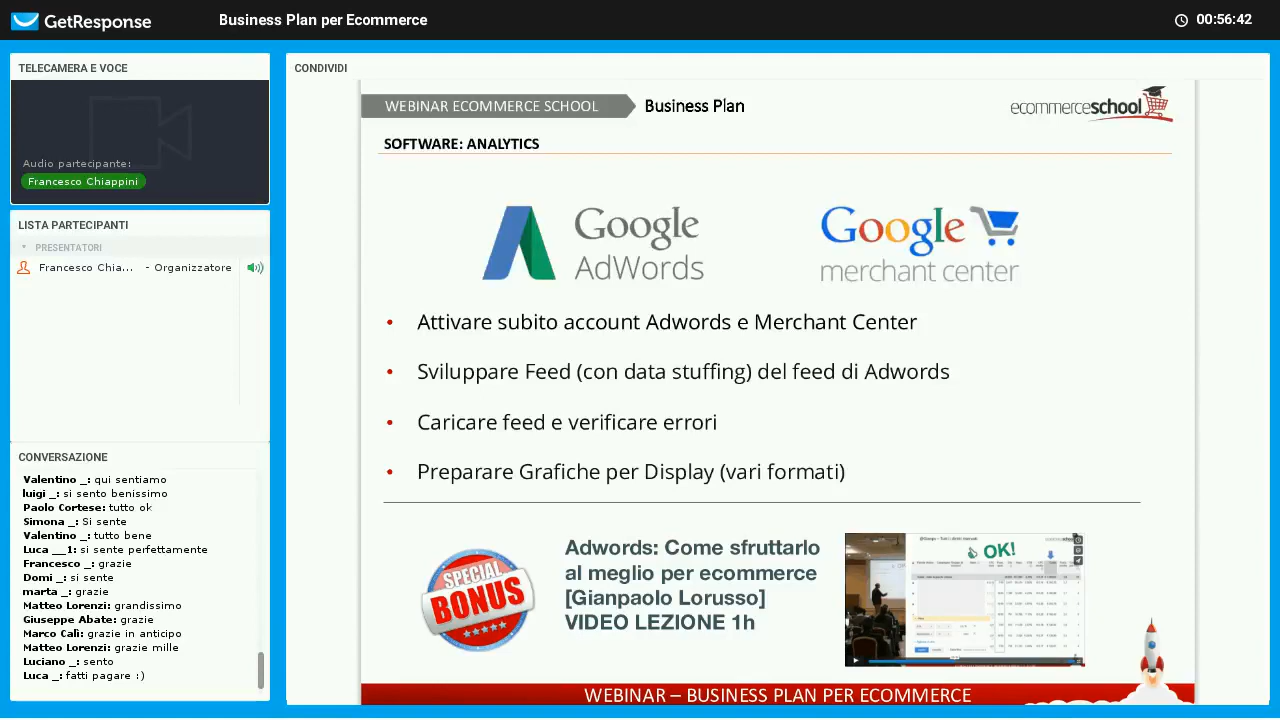 GetResponse
Business Plan per Ecommerce
00:56:42
TELECAMERA E VOCE
Audio partecipante:
Francesco Chiappini
LISTA PARTECIPANTI
PRESENTATORI
Francesco Chia... - Organizzatore
CONVERSAZIONE
Valentino _: qui sentiamo
luigi _: si sento benissimo
Paolo Cortese: tutto ok
Simona _: Si sente
Valentino _: tutto bene
Luca __1: si sente perfettamente
Francesco _: grazie
Domi _: si sente
marta _: grazie
Matteo Lorenzi: grandissimo
Giuseppe Abate: grazie
Marco Calì: grazie in anticipo
Matteo Lorenzi: grazie mille
Luciano _: sento
Luca _: fatti pagare :)
CONDIVIDI
WEBINAR ECOMMERCE SCHOOL
Business Plan
ecommerceschool
SOFTWARE: ANALYTICS
Google
AdWords
Google
merchant center
• Attivare subito account Adwords e Merchant Center
• Sviluppare Feed (con data stuffing) del feed di Adwords
• Caricare feed e verificare errori
• Preparare Grafiche per Display (vari formati)
SPECIAL
BONUS
Adwords: Come sfruttarlo
al meglio per ecommerce
[Gianpaolo Lorusso]
VIDEO LEZIONE 1h
OK!
WEBINAR – BUSINESS PLAN PER ECOMMERCE